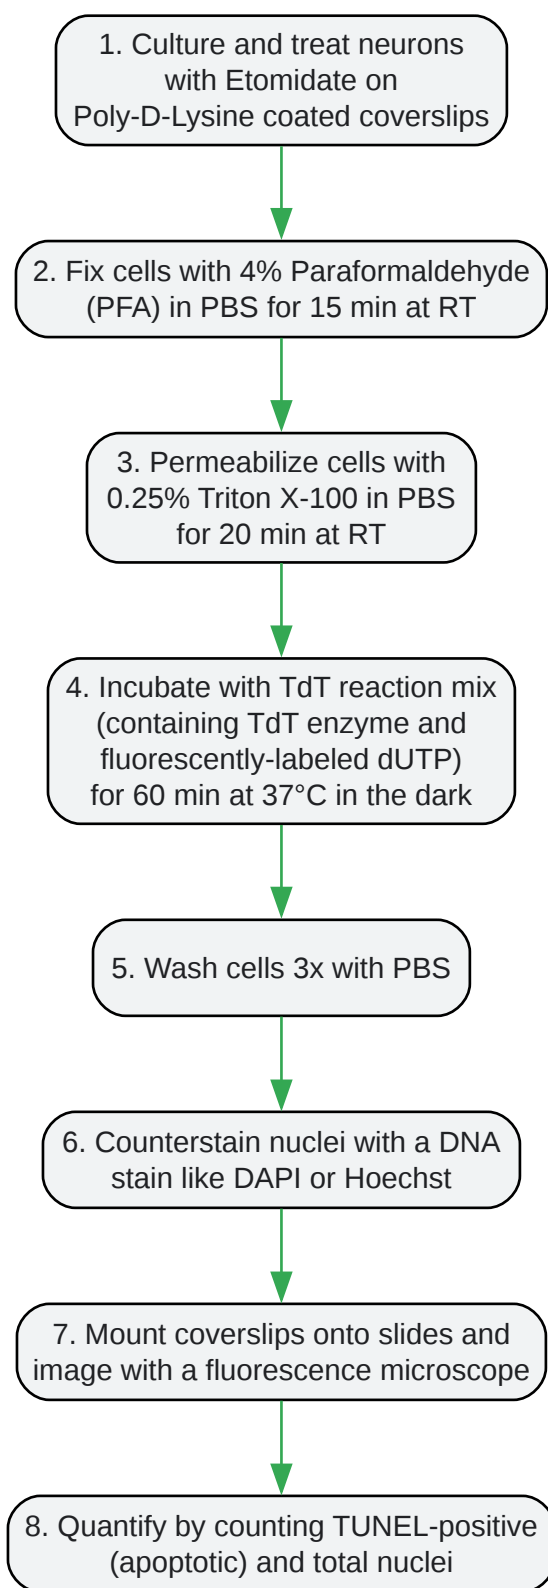 1. Culture and treat neurons
with Etomidate on
Poly-D-Lysine coated coverslips
2. Fix cells with 4% Paraformaldehyde
(PFA) in PBS for 15 min at RT
3. Permeabilize cells with
0.25% Triton X-100 in PBS
for 20 min at RT
4. Incubate with TdT reaction mix
(containing TdT enzyme and
fluorescently-labeled dUTP)
for 60 min at 37°C in the dark
5. Wash cells 3x with PBS
6. Counterstain nuclei with a DNA
stain like DAPI or Hoechst
7. Mount coverslips onto slides and
image with a fluorescence microscope
8. Quantify by counting TUNEL-positive
(apoptotic) and total nuclei